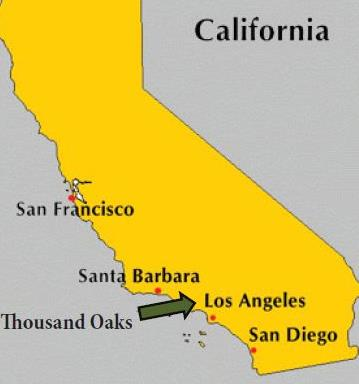 California
San Francisco
Santa Barbara
Los Angeles
Thousand Oaks
San Diego